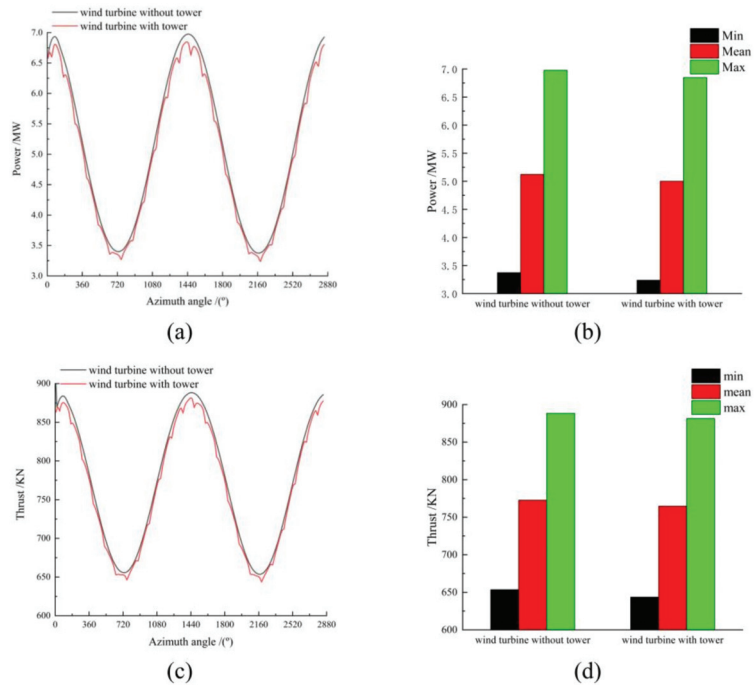 wind turbine without tower
wind turbine with tower
7.0
6.5
6.0
5.5
5.0
4.5
4.0
3.5
3.0
Power /MW
0 360 720 1080 1440 1800 2160 2520 2880
Azimuth angle /(º)
(a)
Min
Mean
Max
7.0
6.5
6.0
5.5
5.0
4.5
4.0
3.5
3.0
Power /MW
wind turbine without tower wind turbine with tower
(b)
wind turbine without tower
wind turbine with tower
900
850
800
750
700
650
600
Thrust /KN
0 360 720 1080 1440 1800 2160 2520 2880
Azimuth angle /(º)
(c)
min
mean
max
900
850
800
750
700
650
600
Thrust /KN
wind turbine without tower wind turbine with tower
(d)